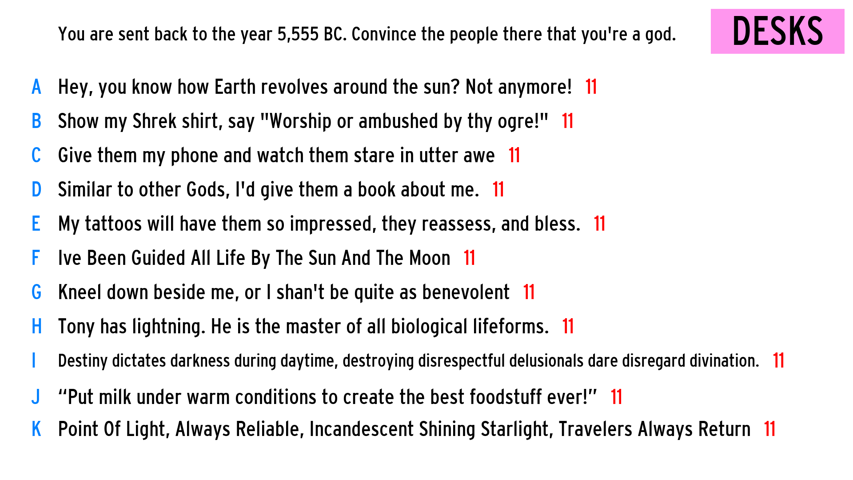 You are sent back to the year 5,555 BC. Convince the people there that you're a god.
DESKS
A Hey, you know how Earth revolves around the sun? Not anymore! 11
B Show my Shrek shirt, say "Worship or ambushed by thy ogre!" 11
C Give them my phone and watch them stare in utter awe 11
D Similar to other Gods, I'd give them a book about me. 11
E My tattoos will have them so impressed, they reassess, and bless. 11
F Ive Been Guided All Life By The Sun And The Moon 11
G Kneel down beside me, or I shan't be quite as benevolent 11
H Tony has lightning. He is the master of all biological lifeforms. 11
I Destiny dictates darkness during daytime, destroying disrespectful delusionals dare disregard divination. 11
J “Put milk under warm conditions to create the best foodstuff ever!” 11
K Point Of Light, Always Reliable, Incandescent Shining Starlight, Travelers Always Return 11